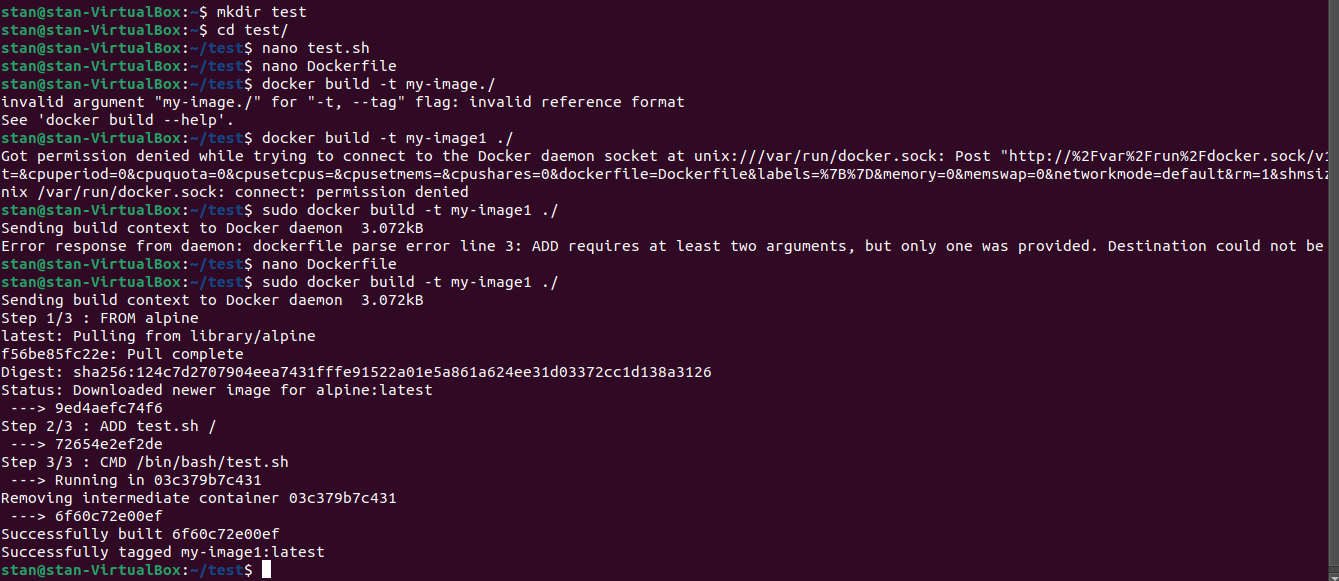 stan@stan-VirtualBox:~$ mkdir test
stan@stan-VirtualBox:~$ cd test/
stan@stan-VirtualBox:~/test$ nano test.sh
stan@stan-VirtualBox:~/test$ nano Dockerfile
stan@stan-VirtualBox:~/test$ docker build -t my-image./
invalid argument "my-image./" for "-t, --tag" flag: invalid reference format
See 'docker build --help'.
stan@stan-VirtualBox:~/test$ docker build -t my-image1 ./
Got permission denied while trying to connect to the Docker daemon socket at unix:///var/run/docker.sock: Post "http://%2Fvar%2Frun%2Fdocker.sock/v1
t=&cpuperiod=0&cpuquota=0&cpusetcpus=&cpusetmems=&cpushares=0&dockerfile=Dockerfile&labels=%7B%7D&memory=0&memswap=0&networkmode=default&rm=1&shmsiz
nix /var/run/docker.sock: connect: permission denied
stan@stan-VirtualBox:~/test$ sudo docker build -t my-image1 ./
Sending build context to Docker daemon  3.072kB
Error response from daemon: dockerfile parse error line 3: ADD requires at least two arguments, but only one was provided. Destination could not be
stan@stan-VirtualBox:~/test$ nano Dockerfile
stan@stan-VirtualBox:~/test$ sudo docker build -t my-image1 ./
Sending build context to Docker daemon  3.072kB
Step 1/3 : FROM alpine
latest: Pulling from library/alpine
f56be85fc22e: Pull complete
Digest: sha256:124c7d2707904eea7431fffe91522a01e5a861a624ee31d03372cc1d138a3126
Status: Downloaded newer image for alpine:latest
 ---> 9ed4aefc74f6
Step 2/3 : ADD test.sh /
 ---> 72654e2ef2de
Step 3/3 : CMD /bin/bash/test.sh
 ---> Running in 03c379b7c431
Removing intermediate container 03c379b7c431
 ---> 6f60c72e00ef
Successfully built 6f60c72e00ef
Successfully tagged my-image1:latest
stan@stan-VirtualBox:~/test$